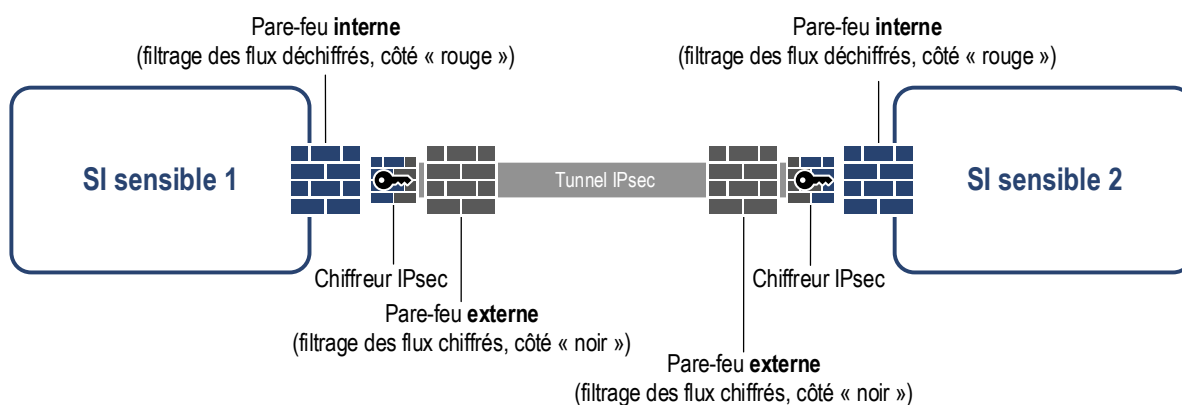 Pare-feu interne
(filtrage des flux déchiffrés, côté « rouge »)
Pare-feu interne
(filtrage des flux déchiffrés, côté « rouge »)
SI sensible 1
Tunnel IPsec
SI sensible 2
Chiffreur IPsec
Chiffreur IPsec
Pare-feu externe
(filtrage des flux chiffrés, côté « noir »)
Pare-feu externe
(filtrage des flux chiffrés, côté « noir »)